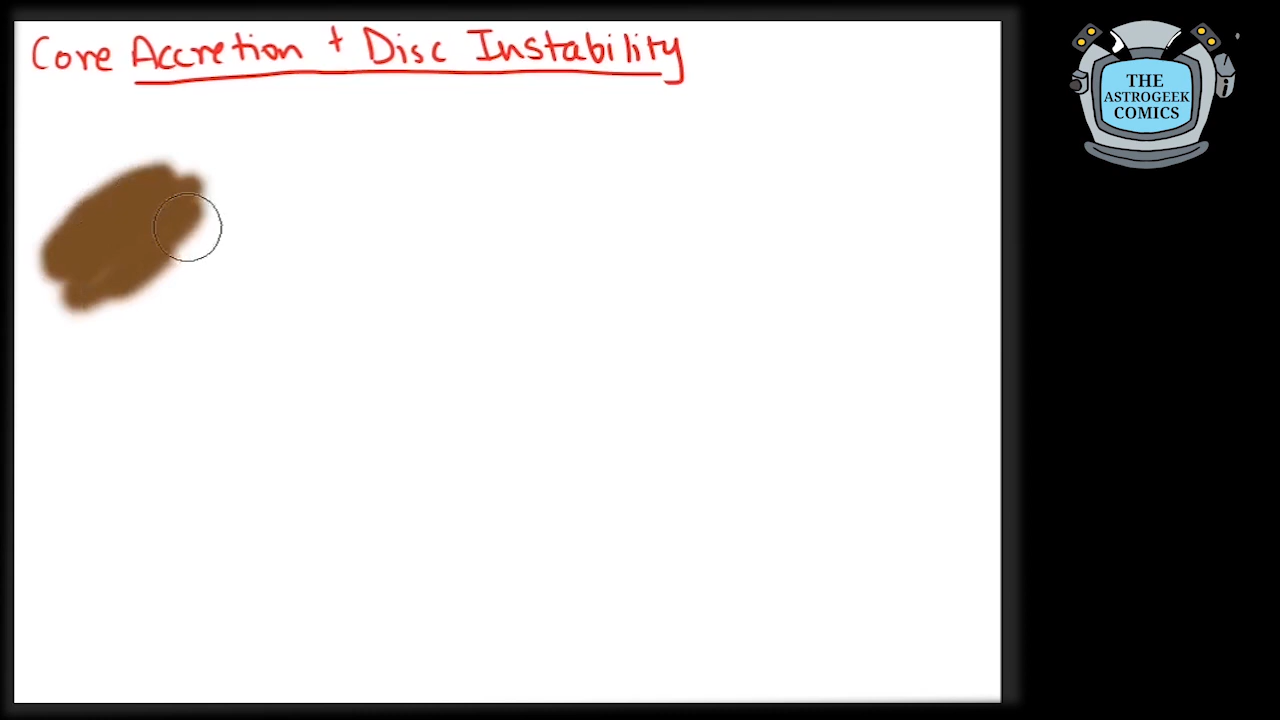 Core Accretion + Disc Instability
THE
ASTROGEEK
COMICS